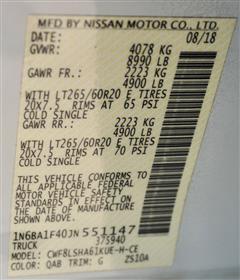 MFD BY NISSAN MOTOR CO., LTD.
DATE: 08/18
GVWR: 4078 KG
8990 LB
GAWR FR.: 2223 KG
4900 LB
WITH LT265/60R20 E TIRES
20x7.5 RIMS AT 65 PSI
COLD SINGLE
GAWR RR.: 2223 KG
4900 LB
WITH LT265/60R20 E TIRES
20x7.5 RIMS AT 70 PSI
COLD SINGLE
THIS VEHICLE CONFORMS TO
ALL APPLICABLE FEDERAL
MOTOR VEHICLE SAFETY
STANDARDS IN EFFECT ON
THE DATE OF MANUFACTURE
SHOWN ABOVE.
1N6BA1F40JN551147
TRUCK 375940
MODEL: CWF8LSHA61KUE-H-CE
COLOR: QAB TRIM: G ZS10A